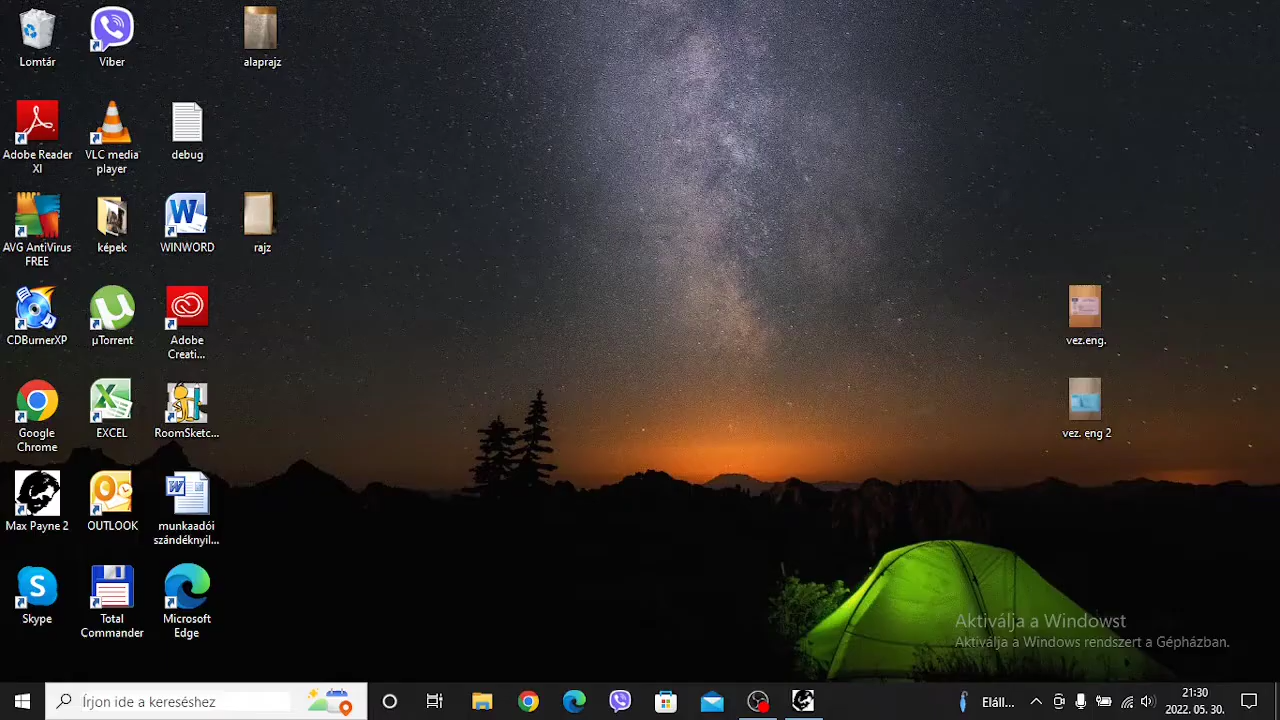 Lomtár
Viber
alaprajz
Adobe Reader
XI
VLC media
player
debug
AVG AntiVirus
FREE
képek
WINWORD
rajz
CDBurnerXP
µTorrent
Adobe
Creati...
vez.eng.
Google
Chrome
EXCEL
RoomSketc...
vez. eng 2
Max Payne 2
OUTLOOK
munkaadói
szándéknyil...
Skype
Total
Commander
Microsoft
Edge
Aktiválja a Windowst
Aktiválja a Windows rendszert a Gépházban.
Írjon ide a kereséshez
Eláll...
21:30
2022. 05. 30.